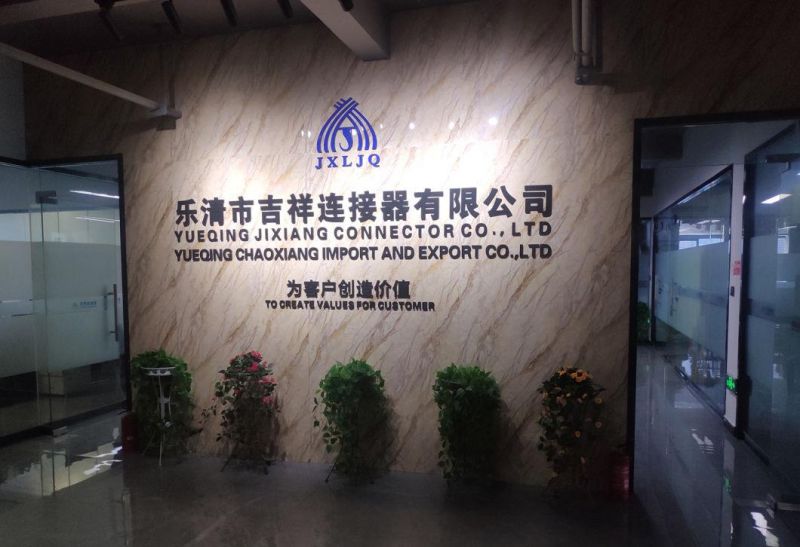 JXLJQ
乐清市吉祥连接器有限公司
YUEQING JIXIANG CONNECTOR CO., LTD
YUEQING CHAOXIANG IMPORT AND EXPORT CO.,LTD
为客户创造价值
TO CREATE VALUES FOR CUSTOMER